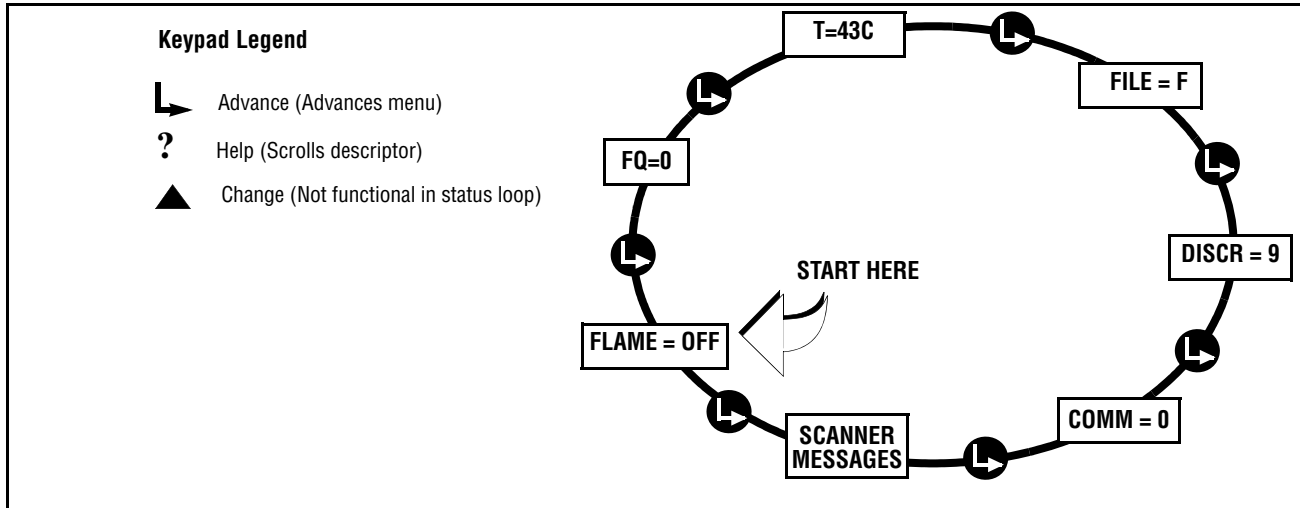 Keypad Legend
Advance (Advances menu)
? Help (Scrolls descriptor)
Change (Not functional in status loop)
T=43C
FILE = F
FQ=0
DISCR = 9
START HERE
FLAME = OFF
COMM = 0
SCANNER
MESSAGES